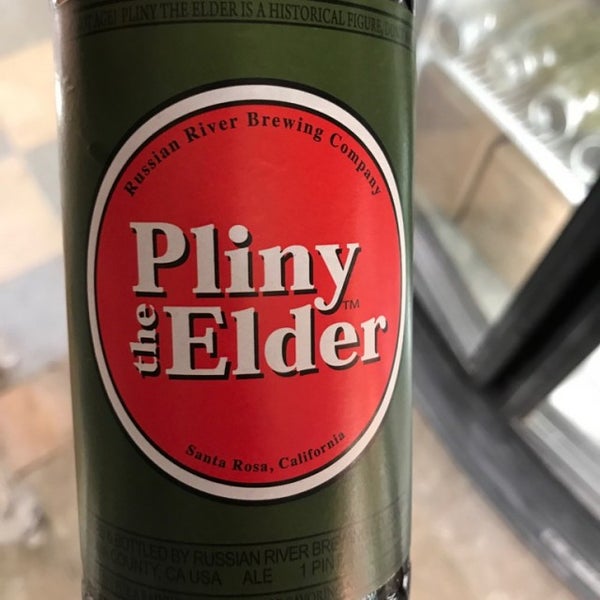 PLINY THE ELDER IS A HISTORICAL FIGURE,
Russian River Brewing Company
Pliny
the Elder
TM
Santa Rosa, California
BOTTLED BY RUSSIAN RIVER
COUNTY, CA USA ALE 1